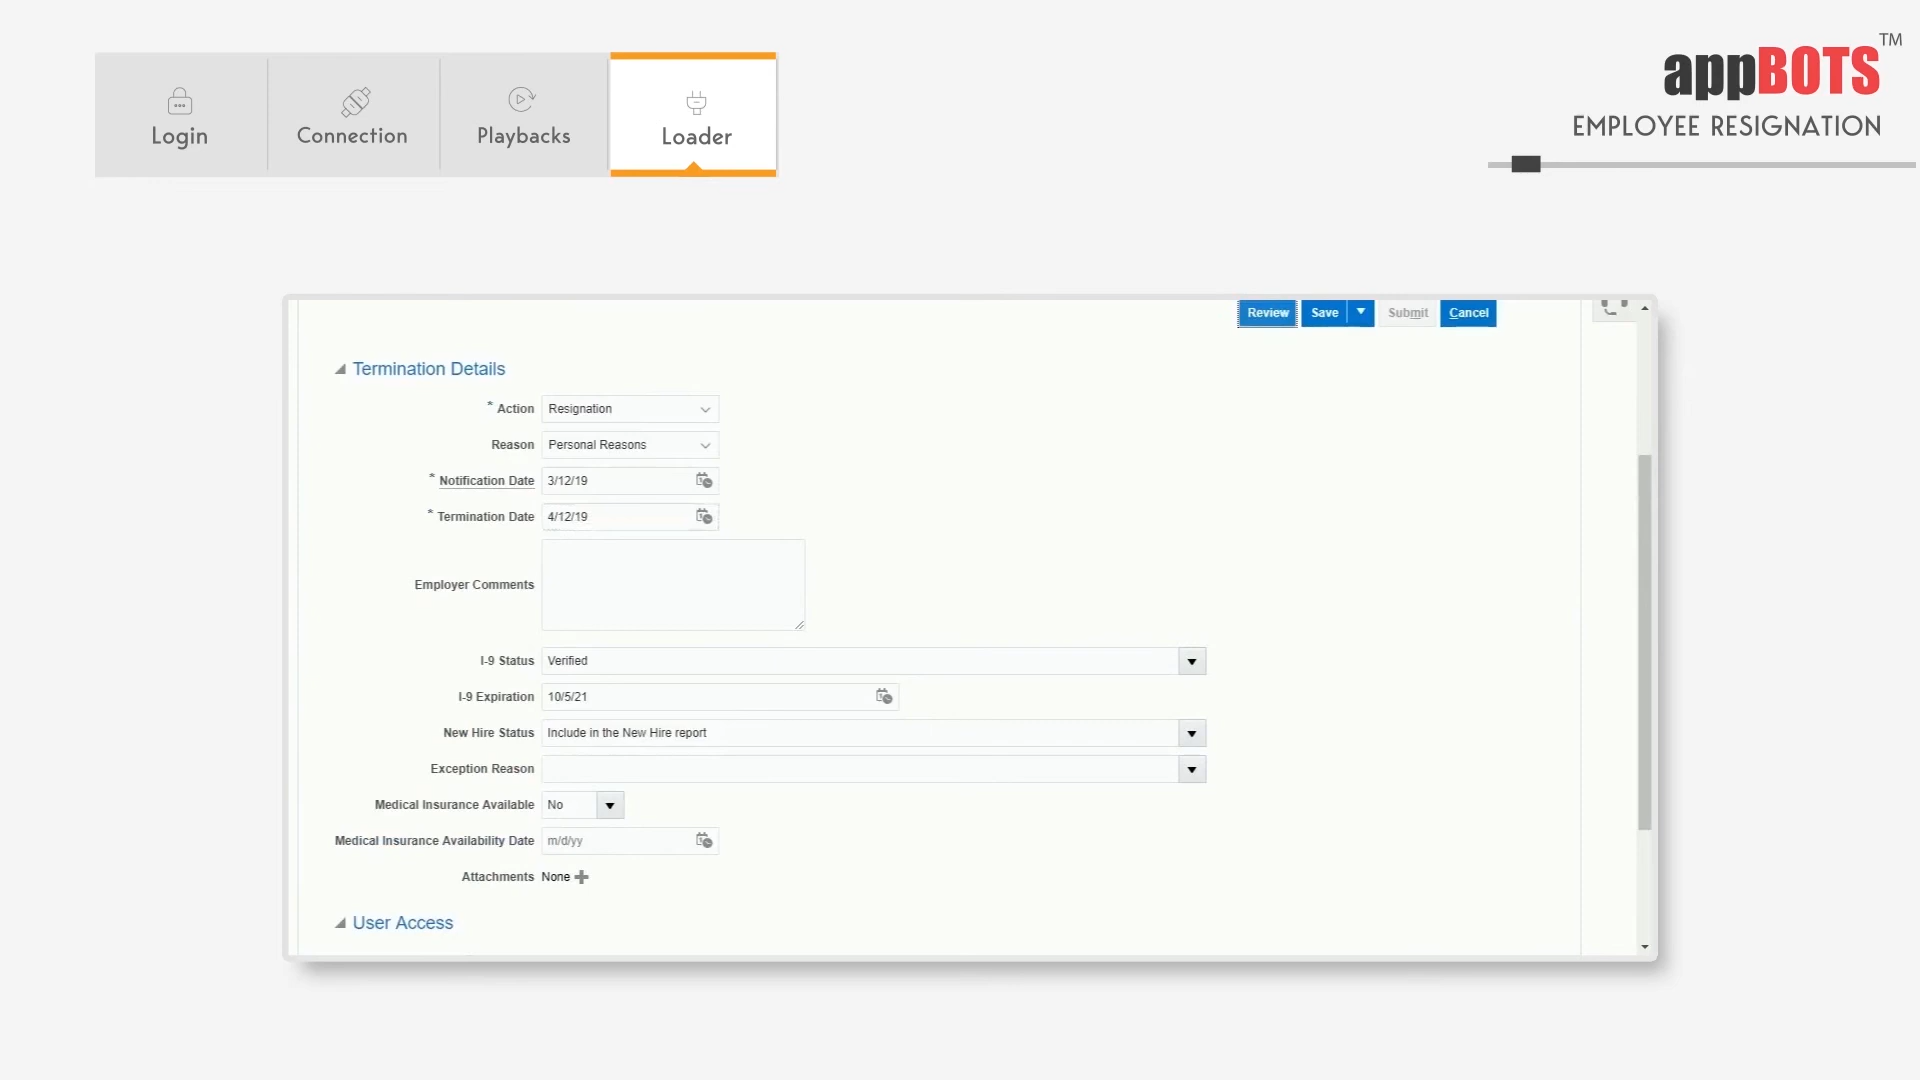 Login
Connection
Playbacks
Loader
appBOTS™
EMPLOYEE RESIGNATION
Review
Save
Submit
Cancel
Termination Details
* Action Resignation
Reason Personal Reasons
* Notification Date 3/12/19
* Termination Date 4/12/19
Employer Comments
I-9 Status Verified
I-9 Expiration 10/5/21
New Hire Status Include in the New Hire report
Exception Reason
Medical Insurance Available No
Medical Insurance Availability Date m/d/yy
Attachments None
User Access